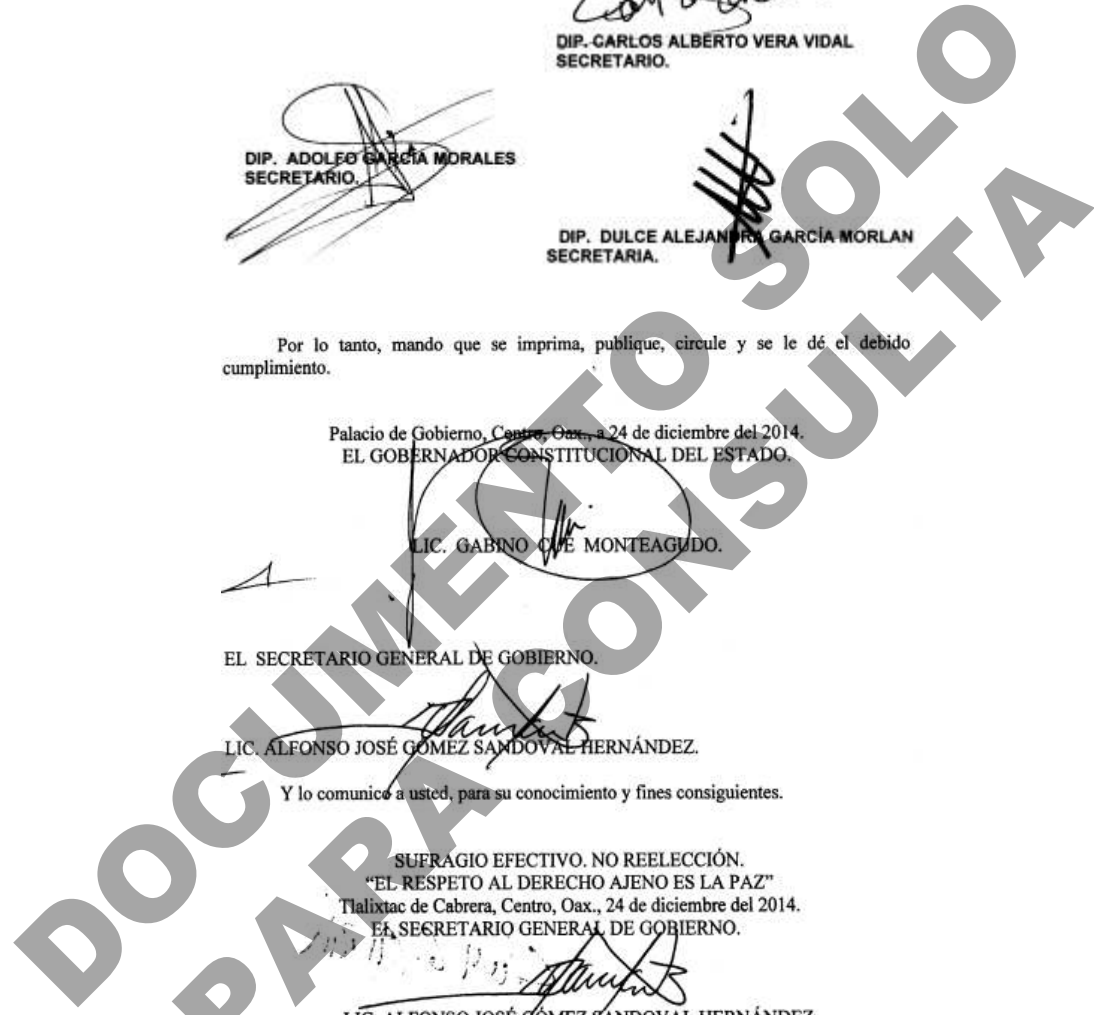 DIP. CARLOS ALBERTO VERA VIDAL
SECRETARIO.
DIP. ADOLFO GARCÍA MORALES
SECRETARIO.
DIP. DULCE ALEJANDRA GARCÍA MORLAN
SECRETARIA.
Por lo tanto, mando que se imprima, publique, circule y se le dé el debido
cumplimiento.
Palacio de Gobierno, Centro, Oax., a 24 de diciembre del 2014.
EL GOBERNADOR CONSTITUCIONAL DEL ESTADO.
LIC. GABINO CUÉ MONTEAGUDO.
EL SECRETARIO GENERAL DE GOBIERNO.
LIC. ALFONSO JOSÉ GÓMEZ SANDOVAL HERNÁNDEZ.
Y lo comunico a usted, para su conocimiento y fines consiguientes.
SUFRAGIO EFECTIVO. NO REELECCIÓN.
“EL RESPETO AL DERECHO AJENO ES LA PAZ”
Tlalixtac de Cabrera, Centro, Oax., 24 de diciembre del 2014.
EL SECRETARIO GENERAL DE GOBIERNO.
LIC. ALFONSO JOSÉ GÓMEZ SANDOVAL HERNÁNDEZ
DOCUMENTO SOLO
PARA CONSULTA